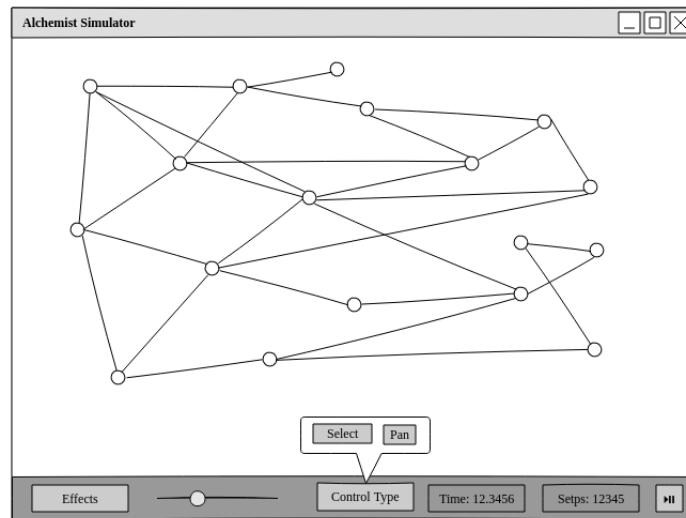 Alchemist Simulator
Select
Pan
Effects
Control Type
Time: 12.3456
Setps: 12345